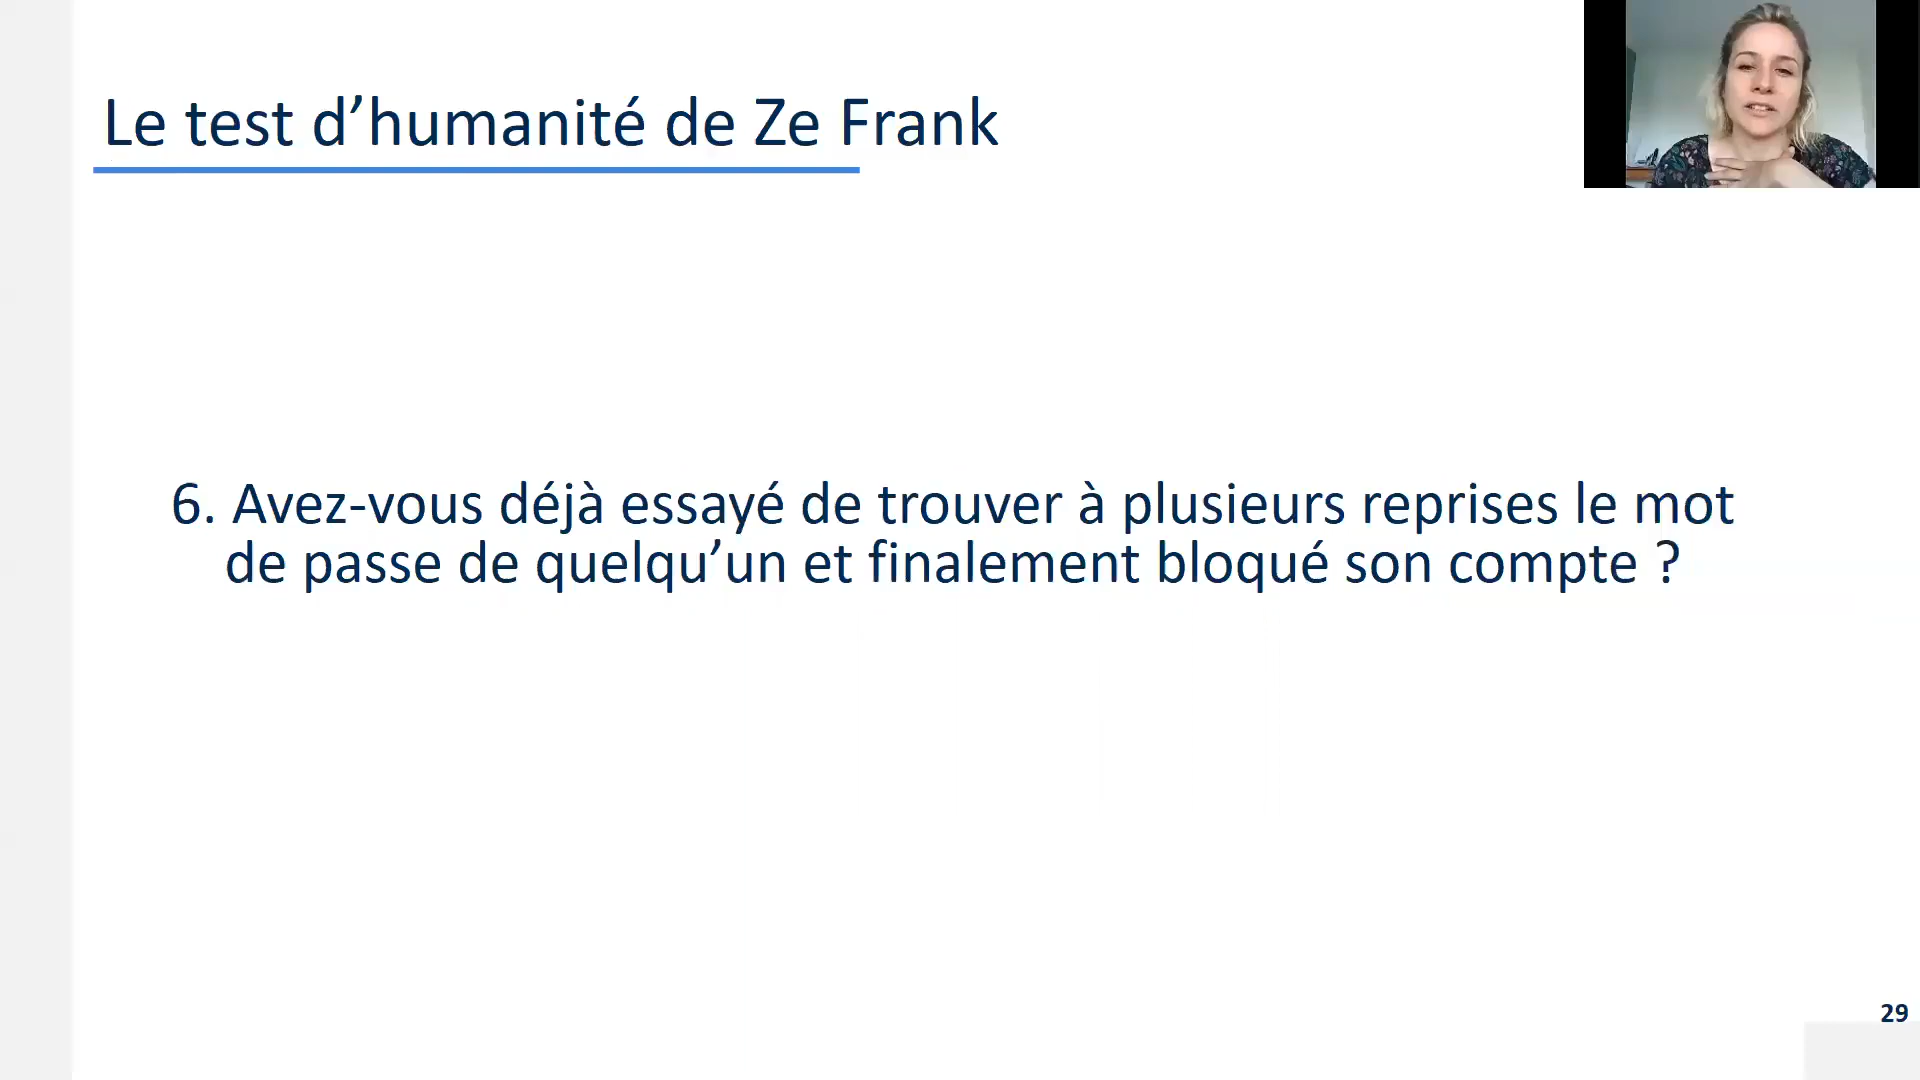 Le test d’humanité de Ze Frank
6. Avez-vous déjà essayé de trouver à plusieurs reprises le mot
de passe de quelqu’un et finalement bloqué son compte ?
29